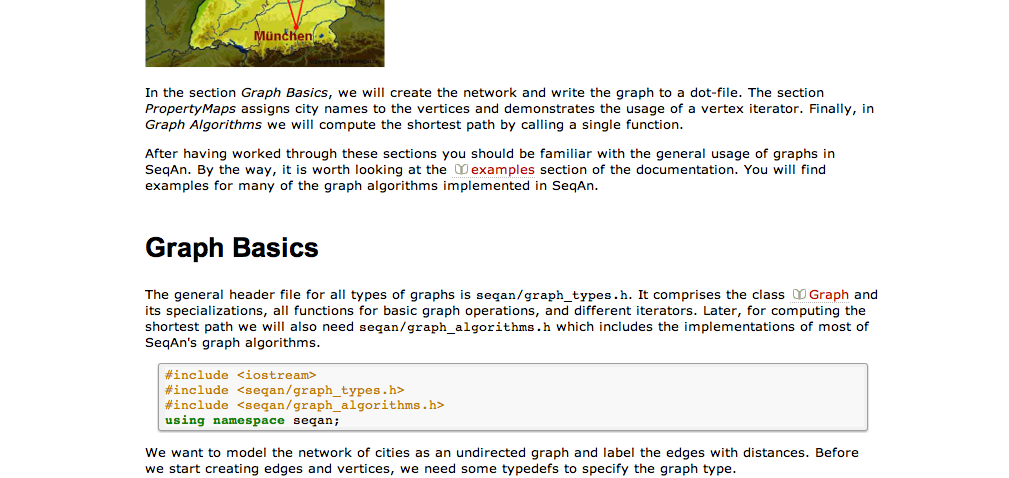 München
In the section Graph Basics, we will create the network and write the graph to a dot-file. The section
PropertyMaps assigns city names to the vertices and demonstrates the usage of a vertex iterator. Finally, in
Graph Algorithms we will compute the shortest path by calling a single function.
After having worked through these sections you should be familiar with the general usage of graphs in
SeqAn. By the way, it is worth looking at the examples section of the documentation. You will find
examples for many of the graph algorithms implemented in SeqAn.
Graph Basics
The general header file for all types of graphs is seqan/graph_types.h. It comprises the class Graph and
its specializations, all functions for basic graph operations, and different iterators. Later, for computing the
shortest path we will also need seqan/graph_algorithms.h which includes the implementations of most of
SeqAn's graph algorithms.
#include <iostream>
#include <seqan/graph_types.h>
#include <seqan/graph_algorithms.h>
using namespace seqan;
We want to model the network of cities as an undirected graph and label the edges with distances. Before
we start creating edges and vertices, we need some typedefs to specify the graph type.